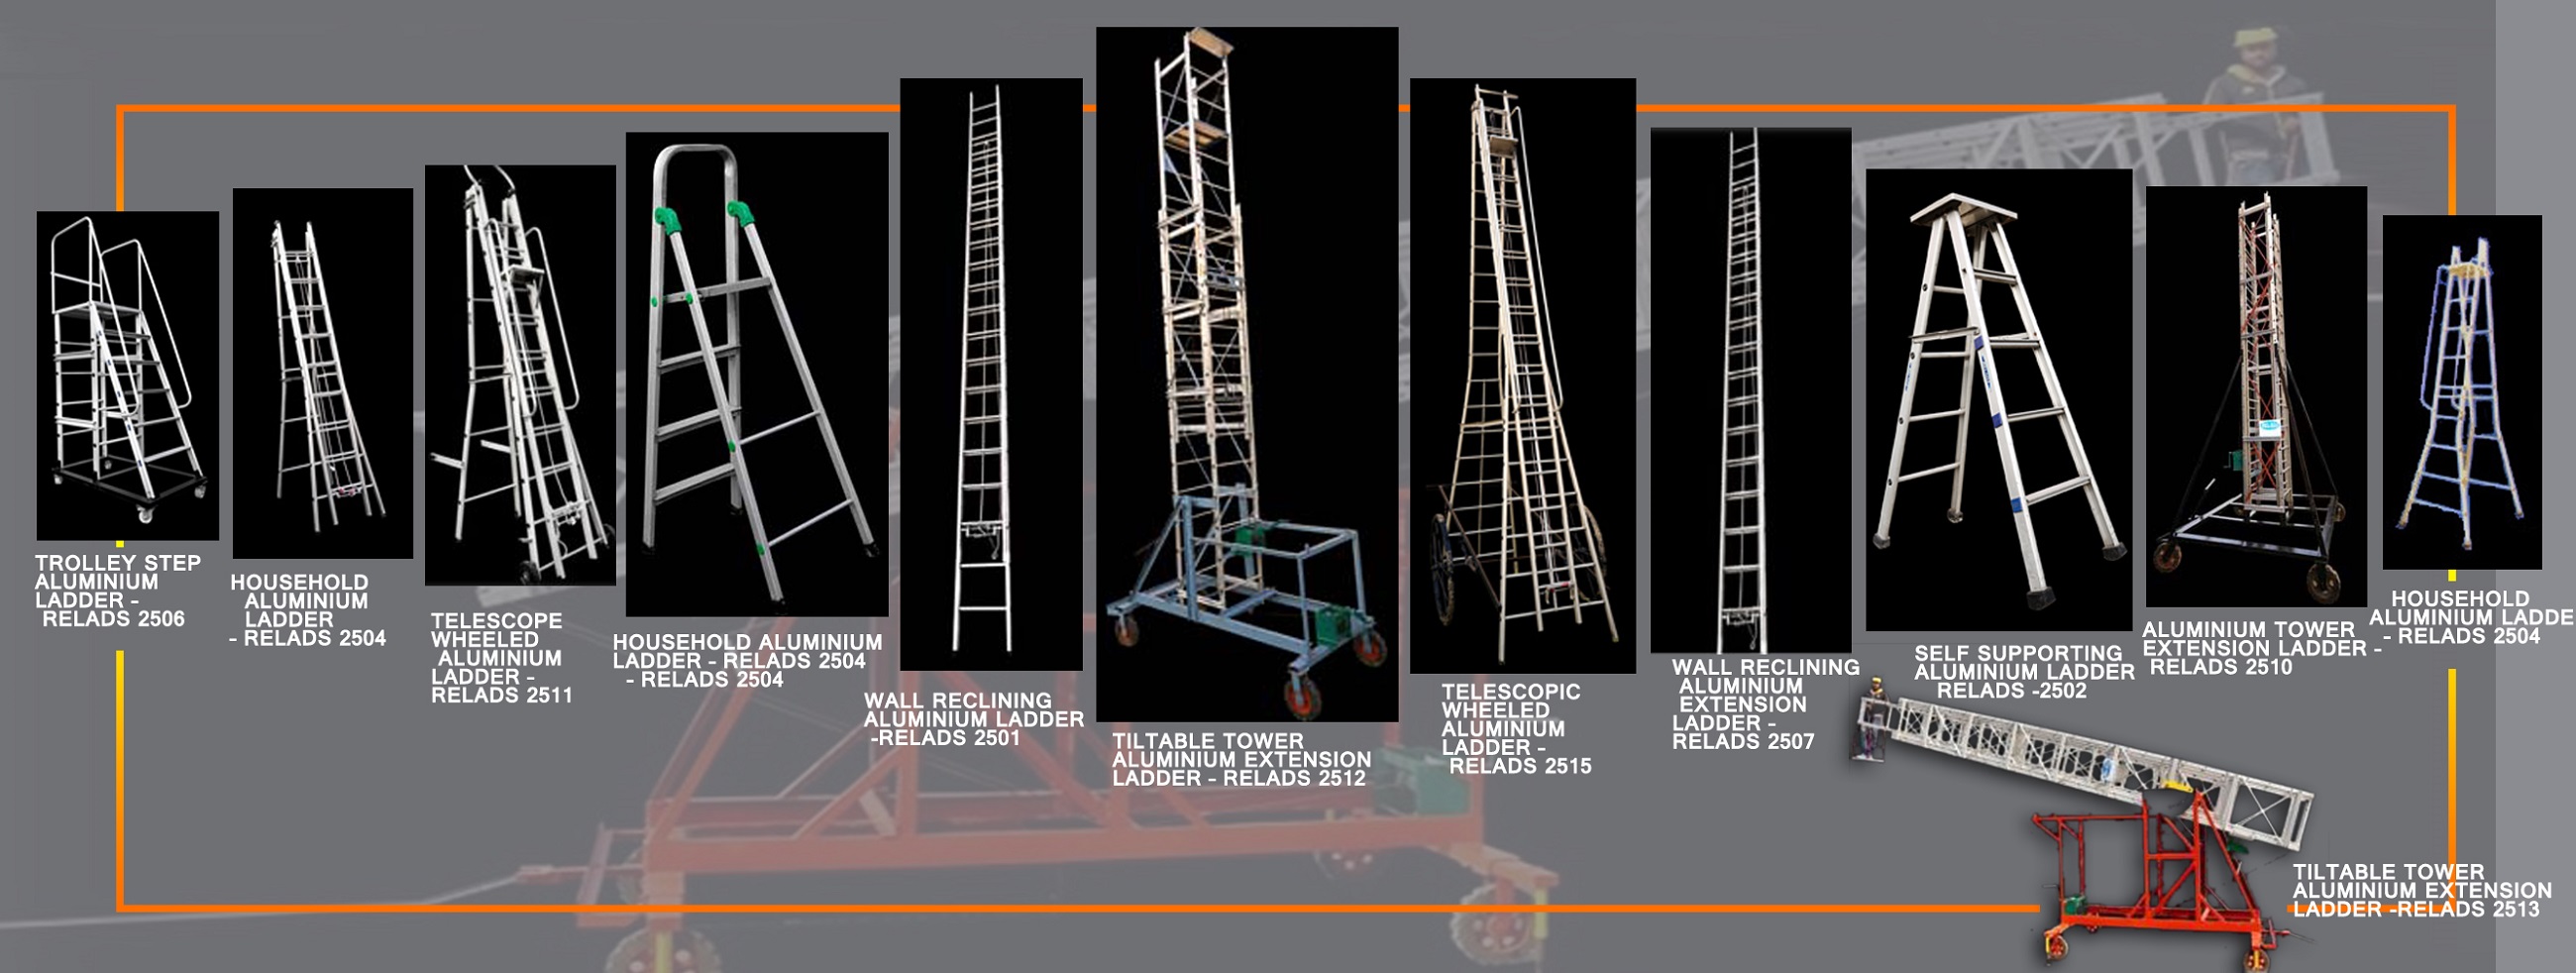 TROLLEY STEP
ALUMINIUM
LADDER -
RELADS 2506
HOUSEHOLD
ALUMINIUM
LADDER
- RELADS 2504
TELESCOPE
WHEELED
ALUMINIUM
LADDER -
RELADS 2511
HOUSEHOLD ALUMINIUM
LADDER - RELADS 2504
- RELADS 2504
WALL RECLINING
ALUMINIUM LADDER
-RELADS 2501
TILTABLE TOWER
ALUMINIUM EXTENSION
LADDER - RELADS 2512
TELESCOPIC
WHEELED
ALUMINIUM
LADDER -
RELADS 2515
WALL RECLINING
ALUMINIUM
EXTENSION
LADDER -
RELADS 2507
SELF SUPPORTING
ALUMINIUM LADDER
RELADS -2502
ALUMINIUM TOWER
EXTENSION LADDER -
RELADS 2510
HOUSEHOLD
ALUMINIUM LADDE
- RELADS 2504
TILTABLE TOWER
ALUMINIUM EXTENSION
LADDER -RELADS 2513